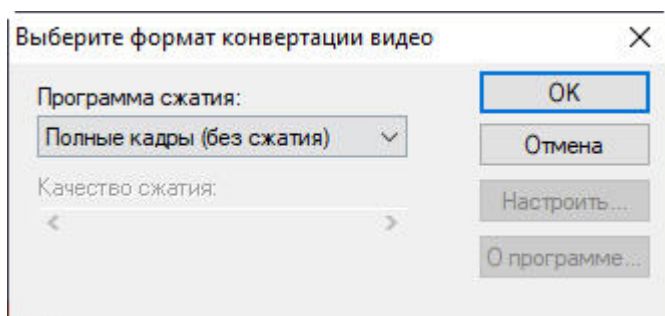 Выберите формат конвертации видео
Программа сжатия:
Полные кадры (без сжатия)
Качество сжатия:
OK
Отмена
Настроить...
О программе...